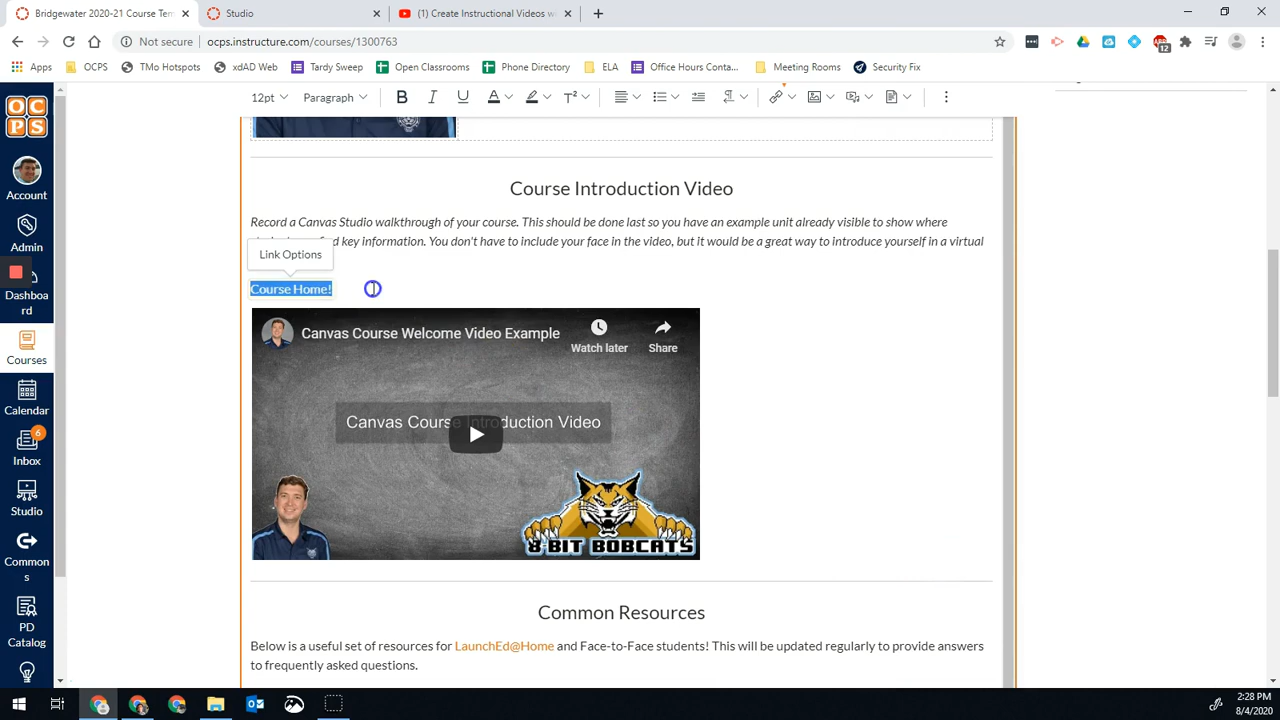 Bridgewater 2020-21 Course Tem
Studio
(1) Create Instructional Videos wi
Not secure
ocps.instructure.com/courses/1300763
12
Apps
OCPS
TMo Hotspots
xdAD Web
Tardy Sweep
Open Classrooms
Phone Directory
ELA
Office Hours Conta...
Meeting Rooms
Security Fix
OCPS
Account
Admin
Dashboa
rd
Courses
Calendar
6
Inbox
Studio
Common
s
PD
Catalog
12pt
Paragraph
B I U A
Course Introduction Video
Record a Canvas Studio walkthrough of your course. This should be done last so you have an example unit already visible to show where
key information. You don't have to include your face in the video, but it would be a great way to introduce yourself in a virtual
Link Options
Course Home!
Canvas Course Welcome Video Example
Watch later
Share
Canvas Course Introduction Video
8-BIT BOBCATS
Common Resources
Below is a useful set of resources for LaunchEd@Home and Face-to-Face students! This will be updated regularly to provide answers
to frequently asked questions.
2:28 PM
8/4/2020